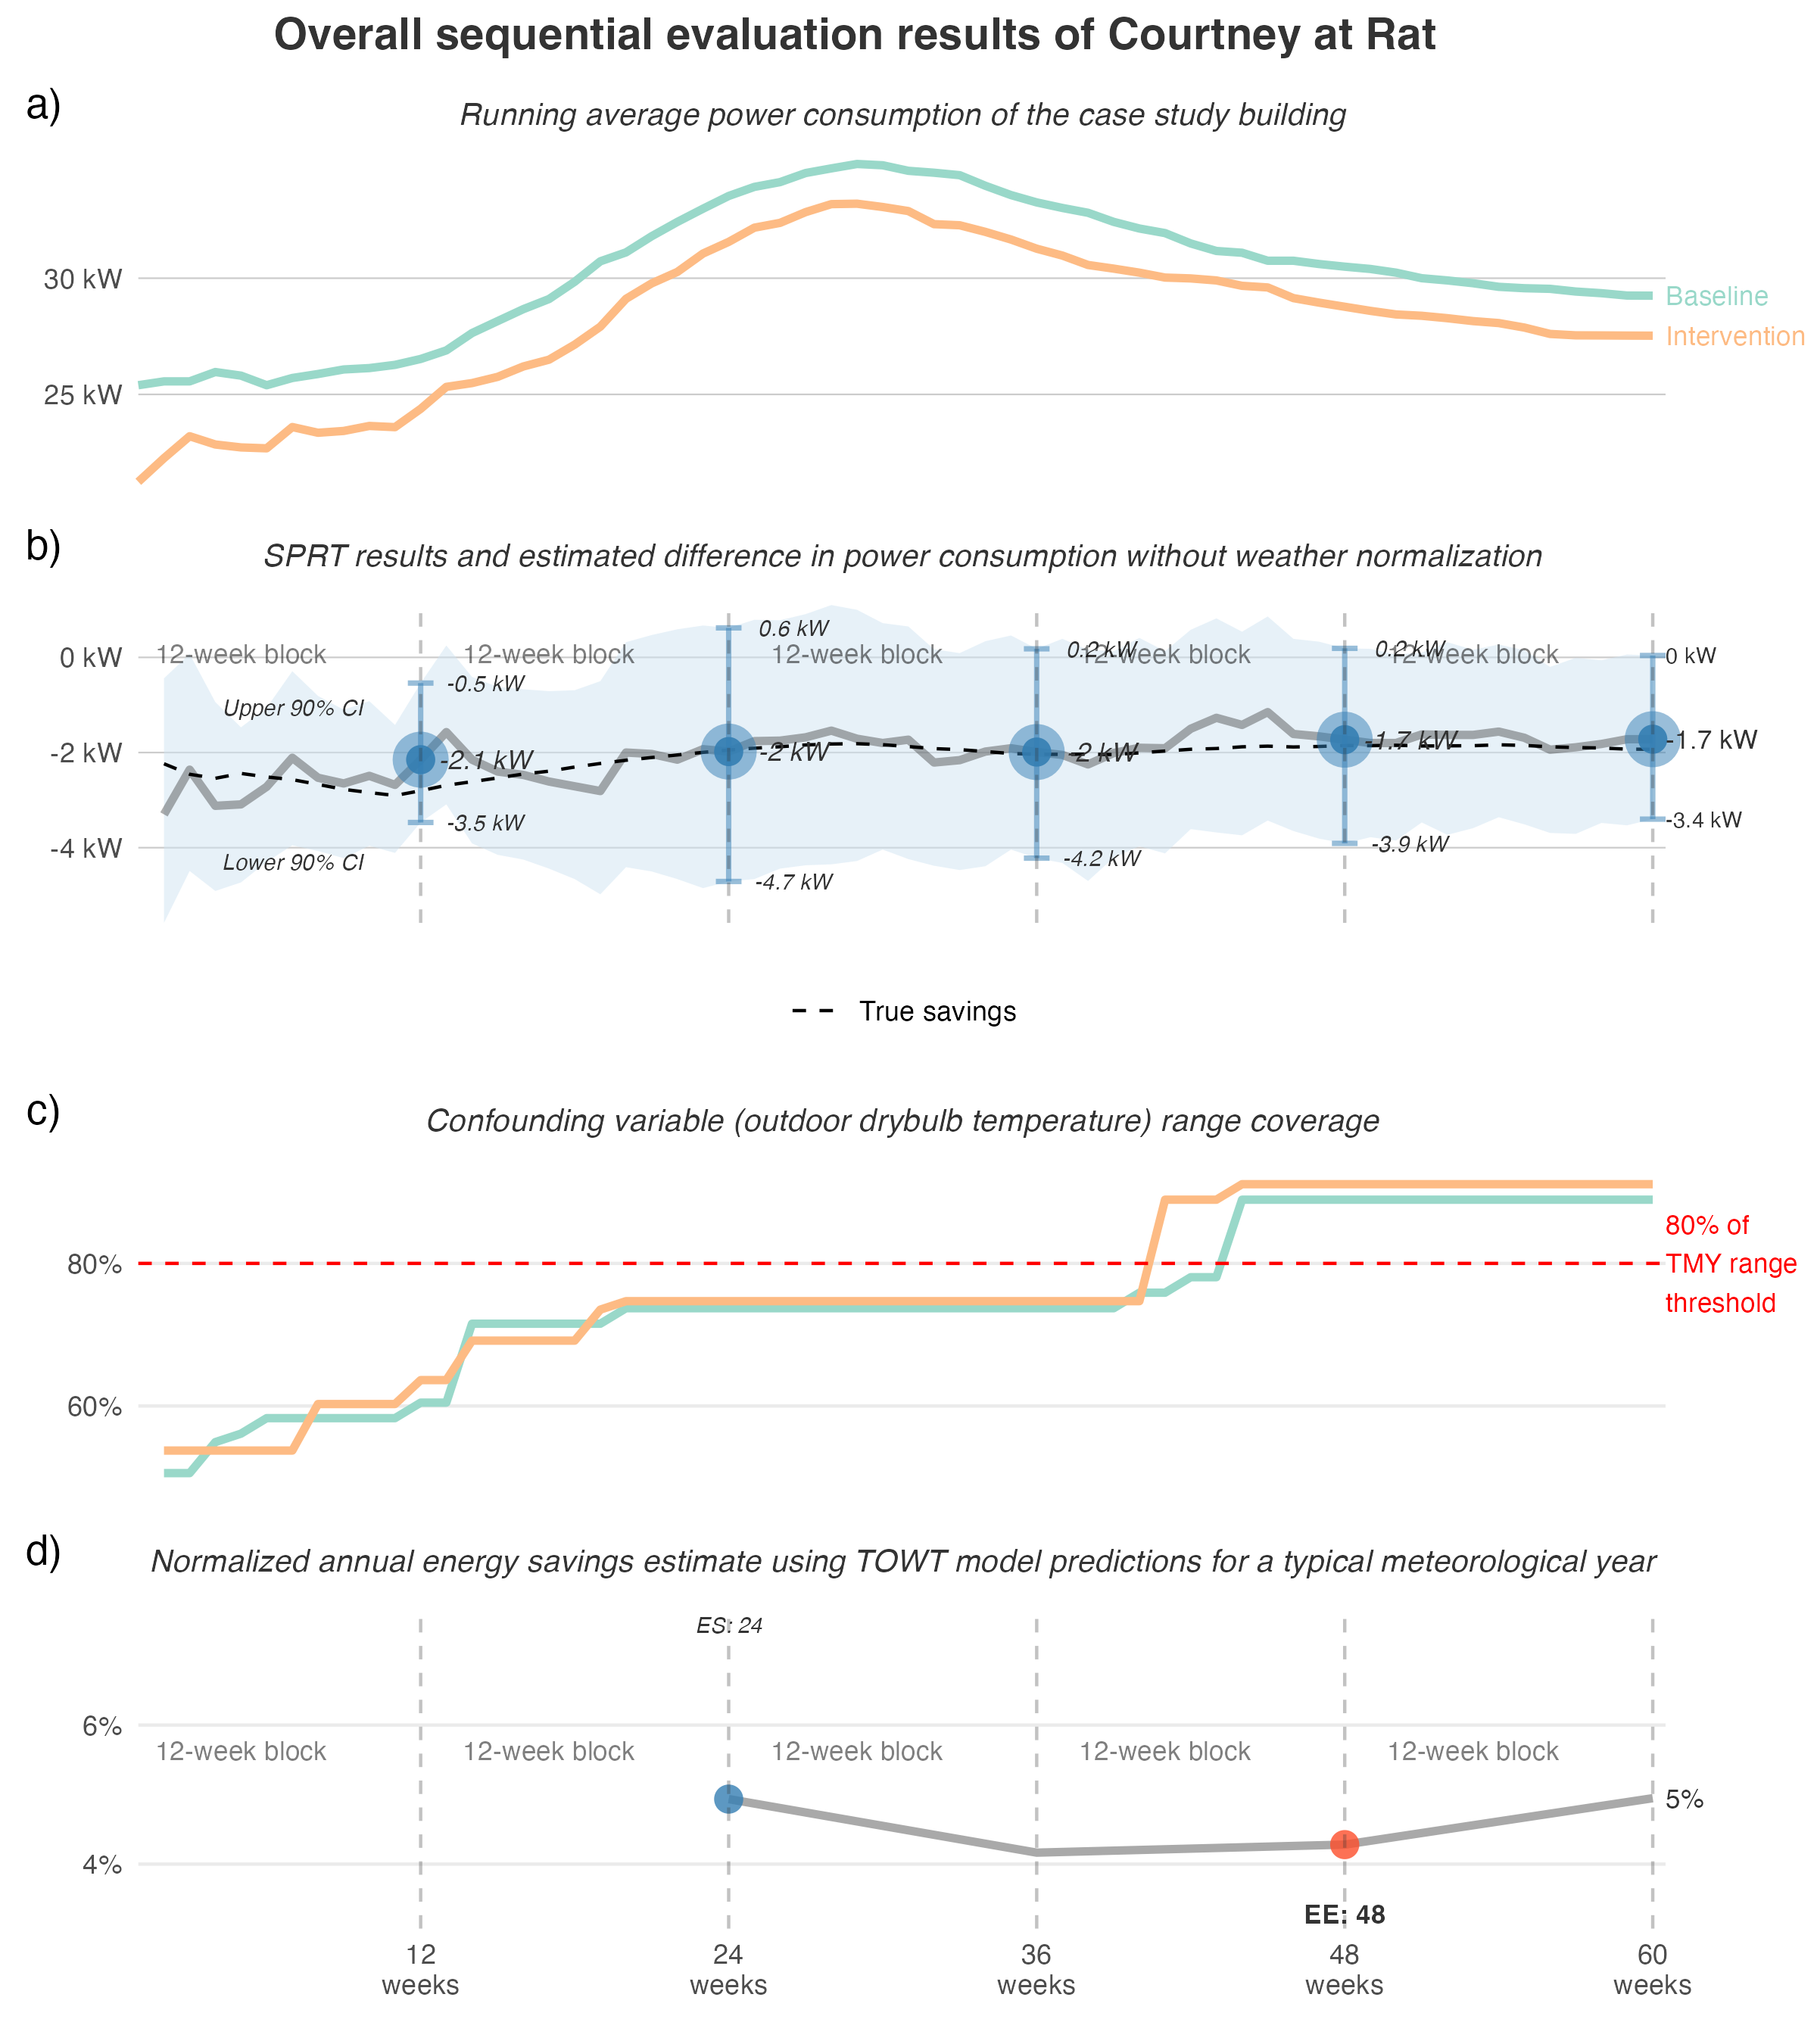 Overall sequential evaluation results of Courtney at Rat
a)
Running average power consumption of the case study building
30 kW
25 kW
Baseline
Intervention
b)
SPRT results and estimated difference in power consumption without weather normalization
0 kW
-2 kW
-4 kW
12-week block
12-week block
12-week block
12-week block
12-week block
Upper 90% CI
Lower 90% CI
-0.5 kW
-2.1 kW
-3.5 kW
0.6 kW
-2 kW
-4.7 kW
0.2 kW
-2 kW
-4.2 kW
0.2 kW
-1.7 kW
-3.9 kW
0 kW
-1.7 kW
-3.4 kW
True savings
c)
Confounding variable (outdoor drybulb temperature) range coverage
80%
60%
80% of
TMY range
threshold
d)
Normalized annual energy savings estimate using TOWT model predictions for a typical meteorological year
ES: 24
6%
12-week block
12-week block
12-week block
12-week block
12-week block
5%
4%
EE: 48
12
weeks
24
weeks
36
weeks
48
weeks
60
weeks